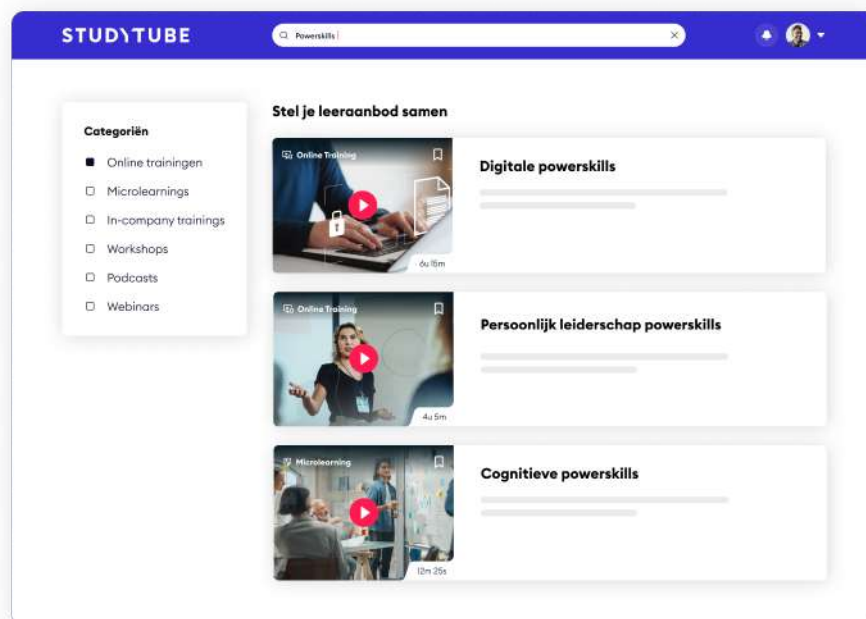 STUDYTUBE
Powerskills
Categoriën
Online trainingen
Microlearnings
In-company trainings
Workshops
Podcasts
Webinars
Stel je leeraanbod samen
Online Training
6u 15m
Digitale powerskills
Online Training
4u 5m
Persoonlijk leiderschap powerskills
Microlearning
12m 25s
Cognitieve powerskills